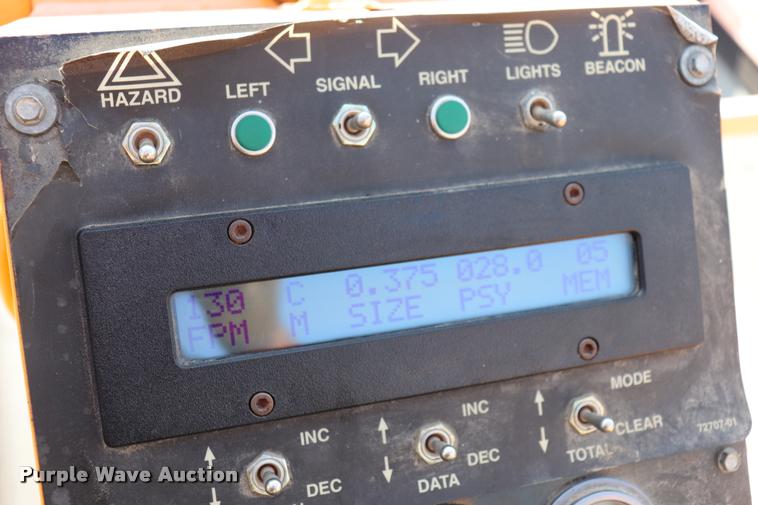 HAZARD LEFT SIGNAL RIGHT LIGHTS BEACON
130 C 0.375 028.0 05
FPM M SIZE PSY MEM
MODE
CLEAR
TOTAL
72707-01
INC
DEC
DATA
INC
DEC
Purple Wave Auction